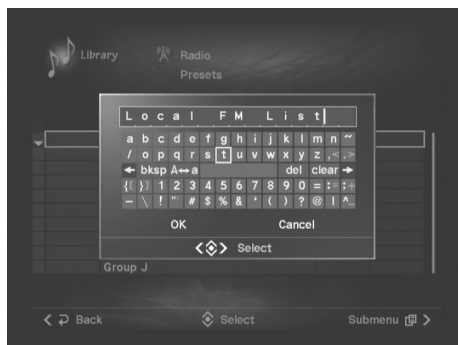 Library
Radio
Presets
Local FM List
a b c d e f g h i j k l m n ~
/ o p q r s t u v w x y z , < . >
bksp A↔a del clear
{ [ } ] 1 2 3 4 5 6 7 8 9 0 = : ; +
– \ ! " # $ % & ' ( ) ? @ | ^ _
OK Cancel
Select
Group J
Back Select Submenu